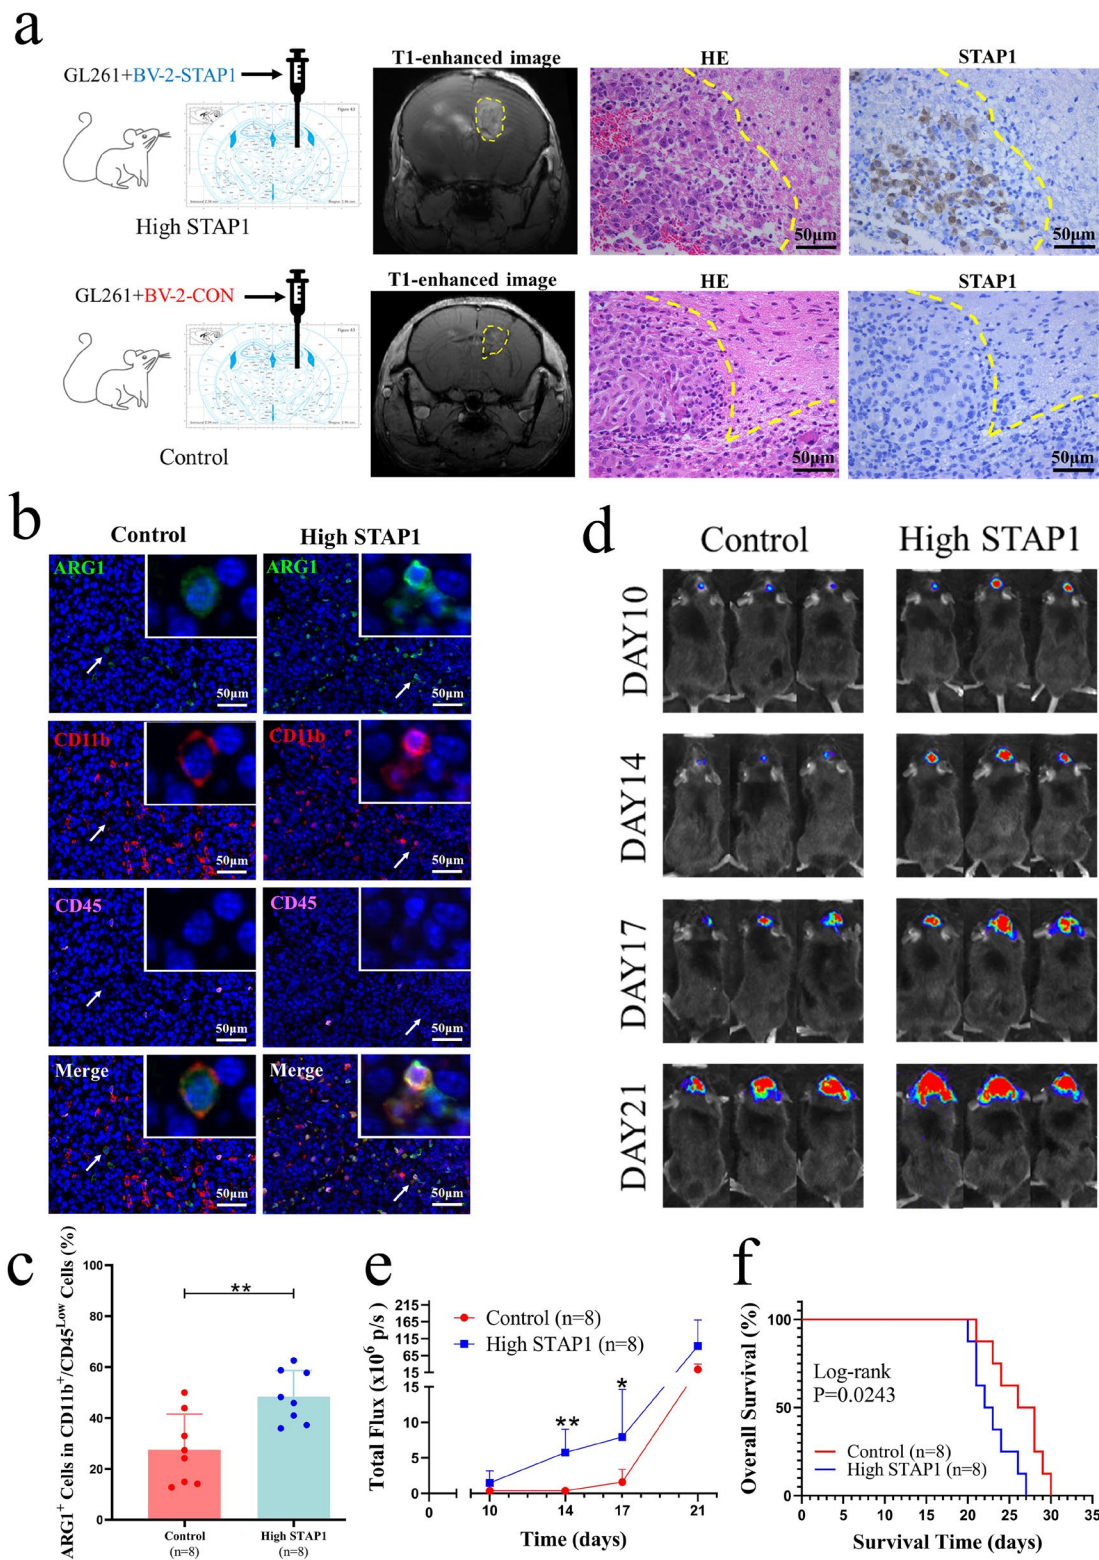 a
GL261+BV-2-STAP1
Figure 43
High STAP1
T1-enhanced image
HE
STAP1
50μm
50μm
GL261+BV-2-CON
Figure 43
Control
T1-enhanced image
HE
STAP1
50μm
50μm
b
Control
High STAP1
ARG1
50μm
ARG1
50μm
CD11b
50μm
CD11b
50μm
CD45
50μm
CD45
50μm
Merge
50μm
Merge
50μm
c
ARG1+ Cells in CD11b+/CD45Low Cells (%)
100
80
60
40
20
0
**
Control
(n=8)
High STAP1
(n=8)
d
Control
High STAP1
DAY10
DAY14
DAY17
DAY21
e
Total Flux (x10⁶ p/s )
215
165
115
65
15
15
10
5
0
Control (n=8)
High STAP1 (n=8)
**
*
0
10
14
17
21
Time (days)
f
Overall Survival (%)
100
50
0
Log-rank
P=0.0243
Control (n=8)
High STAP1 (n=8)
0
5
10
15
20
25
30
35
Survival Time (days)